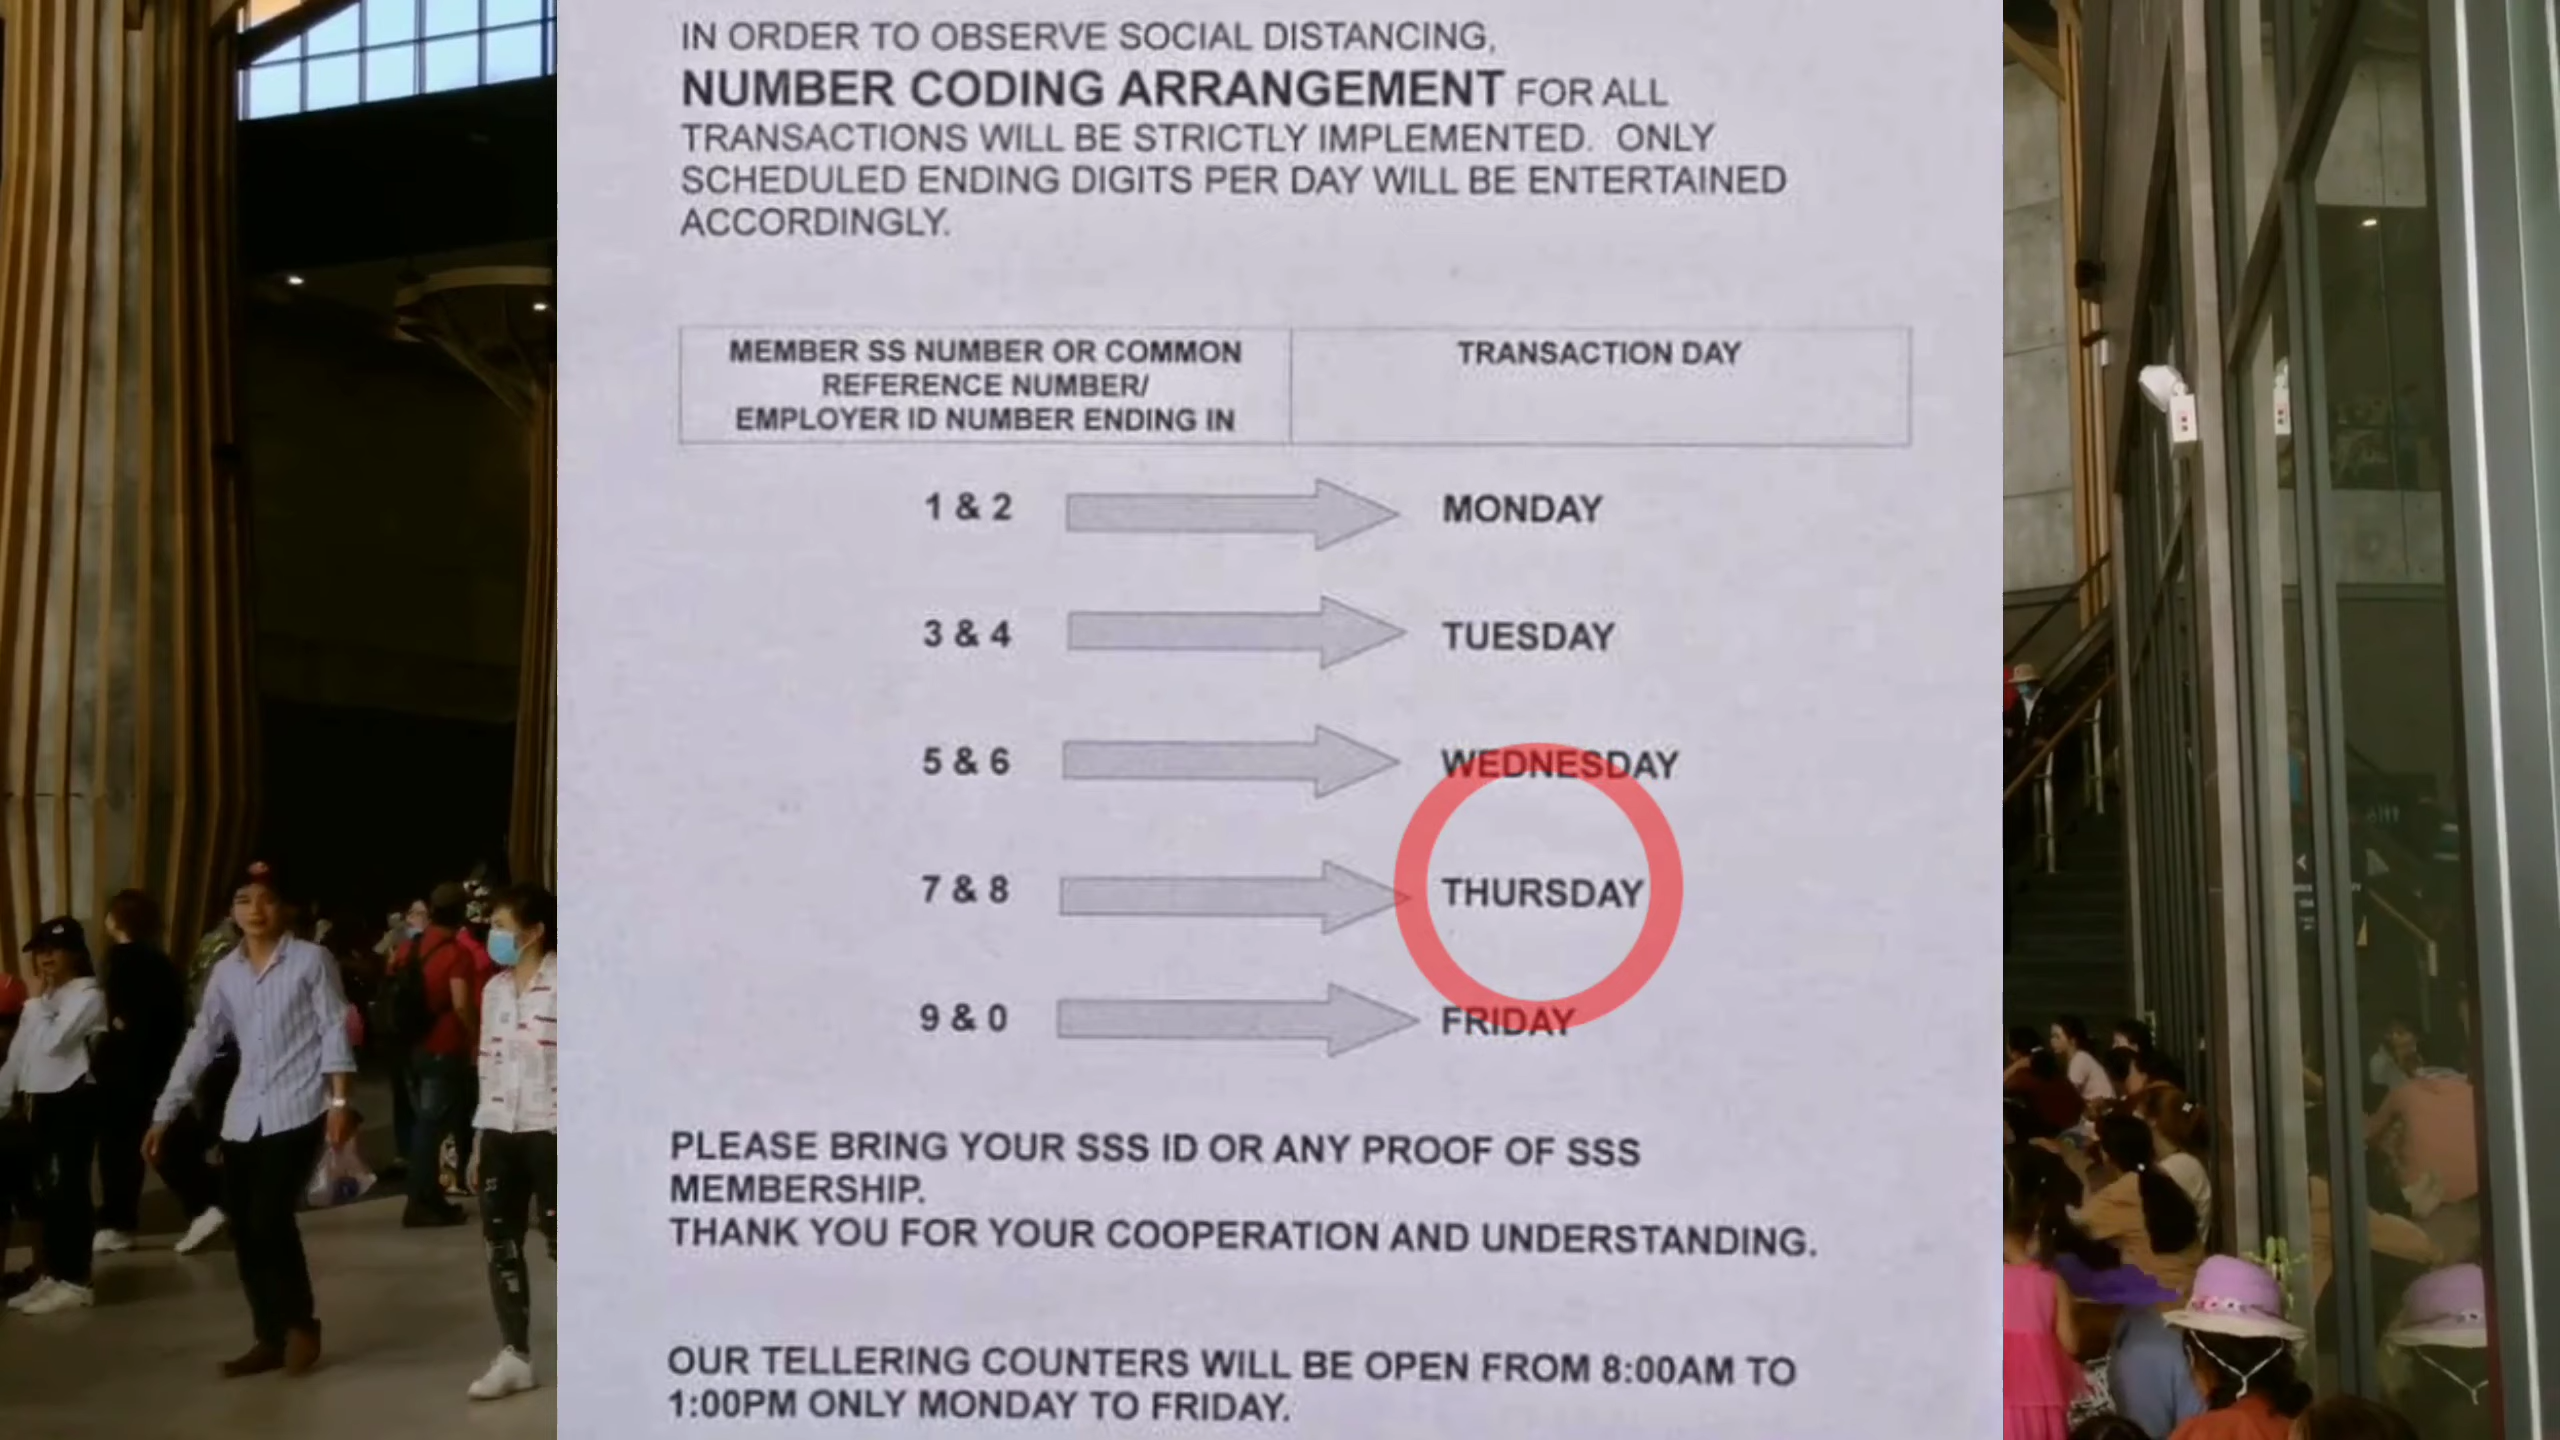 IN ORDER TO OBSERVE SOCIAL DISTANCING,
NUMBER CODING ARRANGEMENT FOR ALL
TRANSACTIONS WILL BE STRICTLY IMPLEMENTED. ONLY
SCHEDULED ENDING DIGITS PER DAY WILL BE ENTERTAINED
ACCORDINGLY.
MEMBER SS NUMBER OR COMMON
REFERENCE NUMBER/
EMPLOYER ID NUMBER ENDING IN
TRANSACTION DAY
1 & 2 MONDAY
3 & 4 TUESDAY
5 & 6 WEDNESDAY
7 & 8 THURSDAY
9 & 0 FRIDAY
PLEASE BRING YOUR SSS ID OR ANY PROOF OF SSS
MEMBERSHIP.
THANK YOU FOR YOUR COOPERATION AND UNDERSTANDING.
OUR TELLERING COUNTERS WILL BE OPEN FROM 8:00AM TO
1:00PM ONLY MONDAY TO FRIDAY.